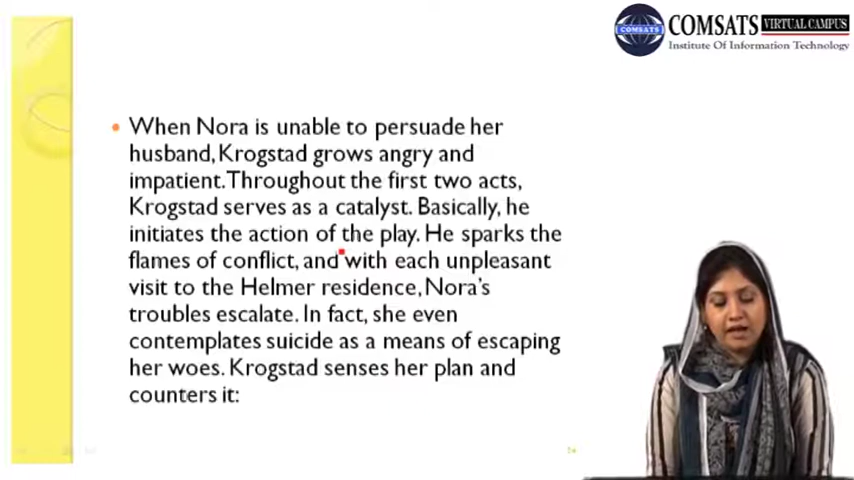 COMSATS VIRTUAL CAMPUS
COMSATS
Institute Of Information Technology
• When Nora is unable to persuade her
husband, Krogstad grows angry and
impatient. Throughout the first two acts,
Krogstad serves as a catalyst. Basically, he
initiates the action of the play. He sparks the
flames of conflict, and with each unpleasant
visit to the Helmer residence, Nora's
troubles escalate. In fact, she even
contemplates suicide as a means of escaping
her woes. Krogstad senses her plan and
counters it: